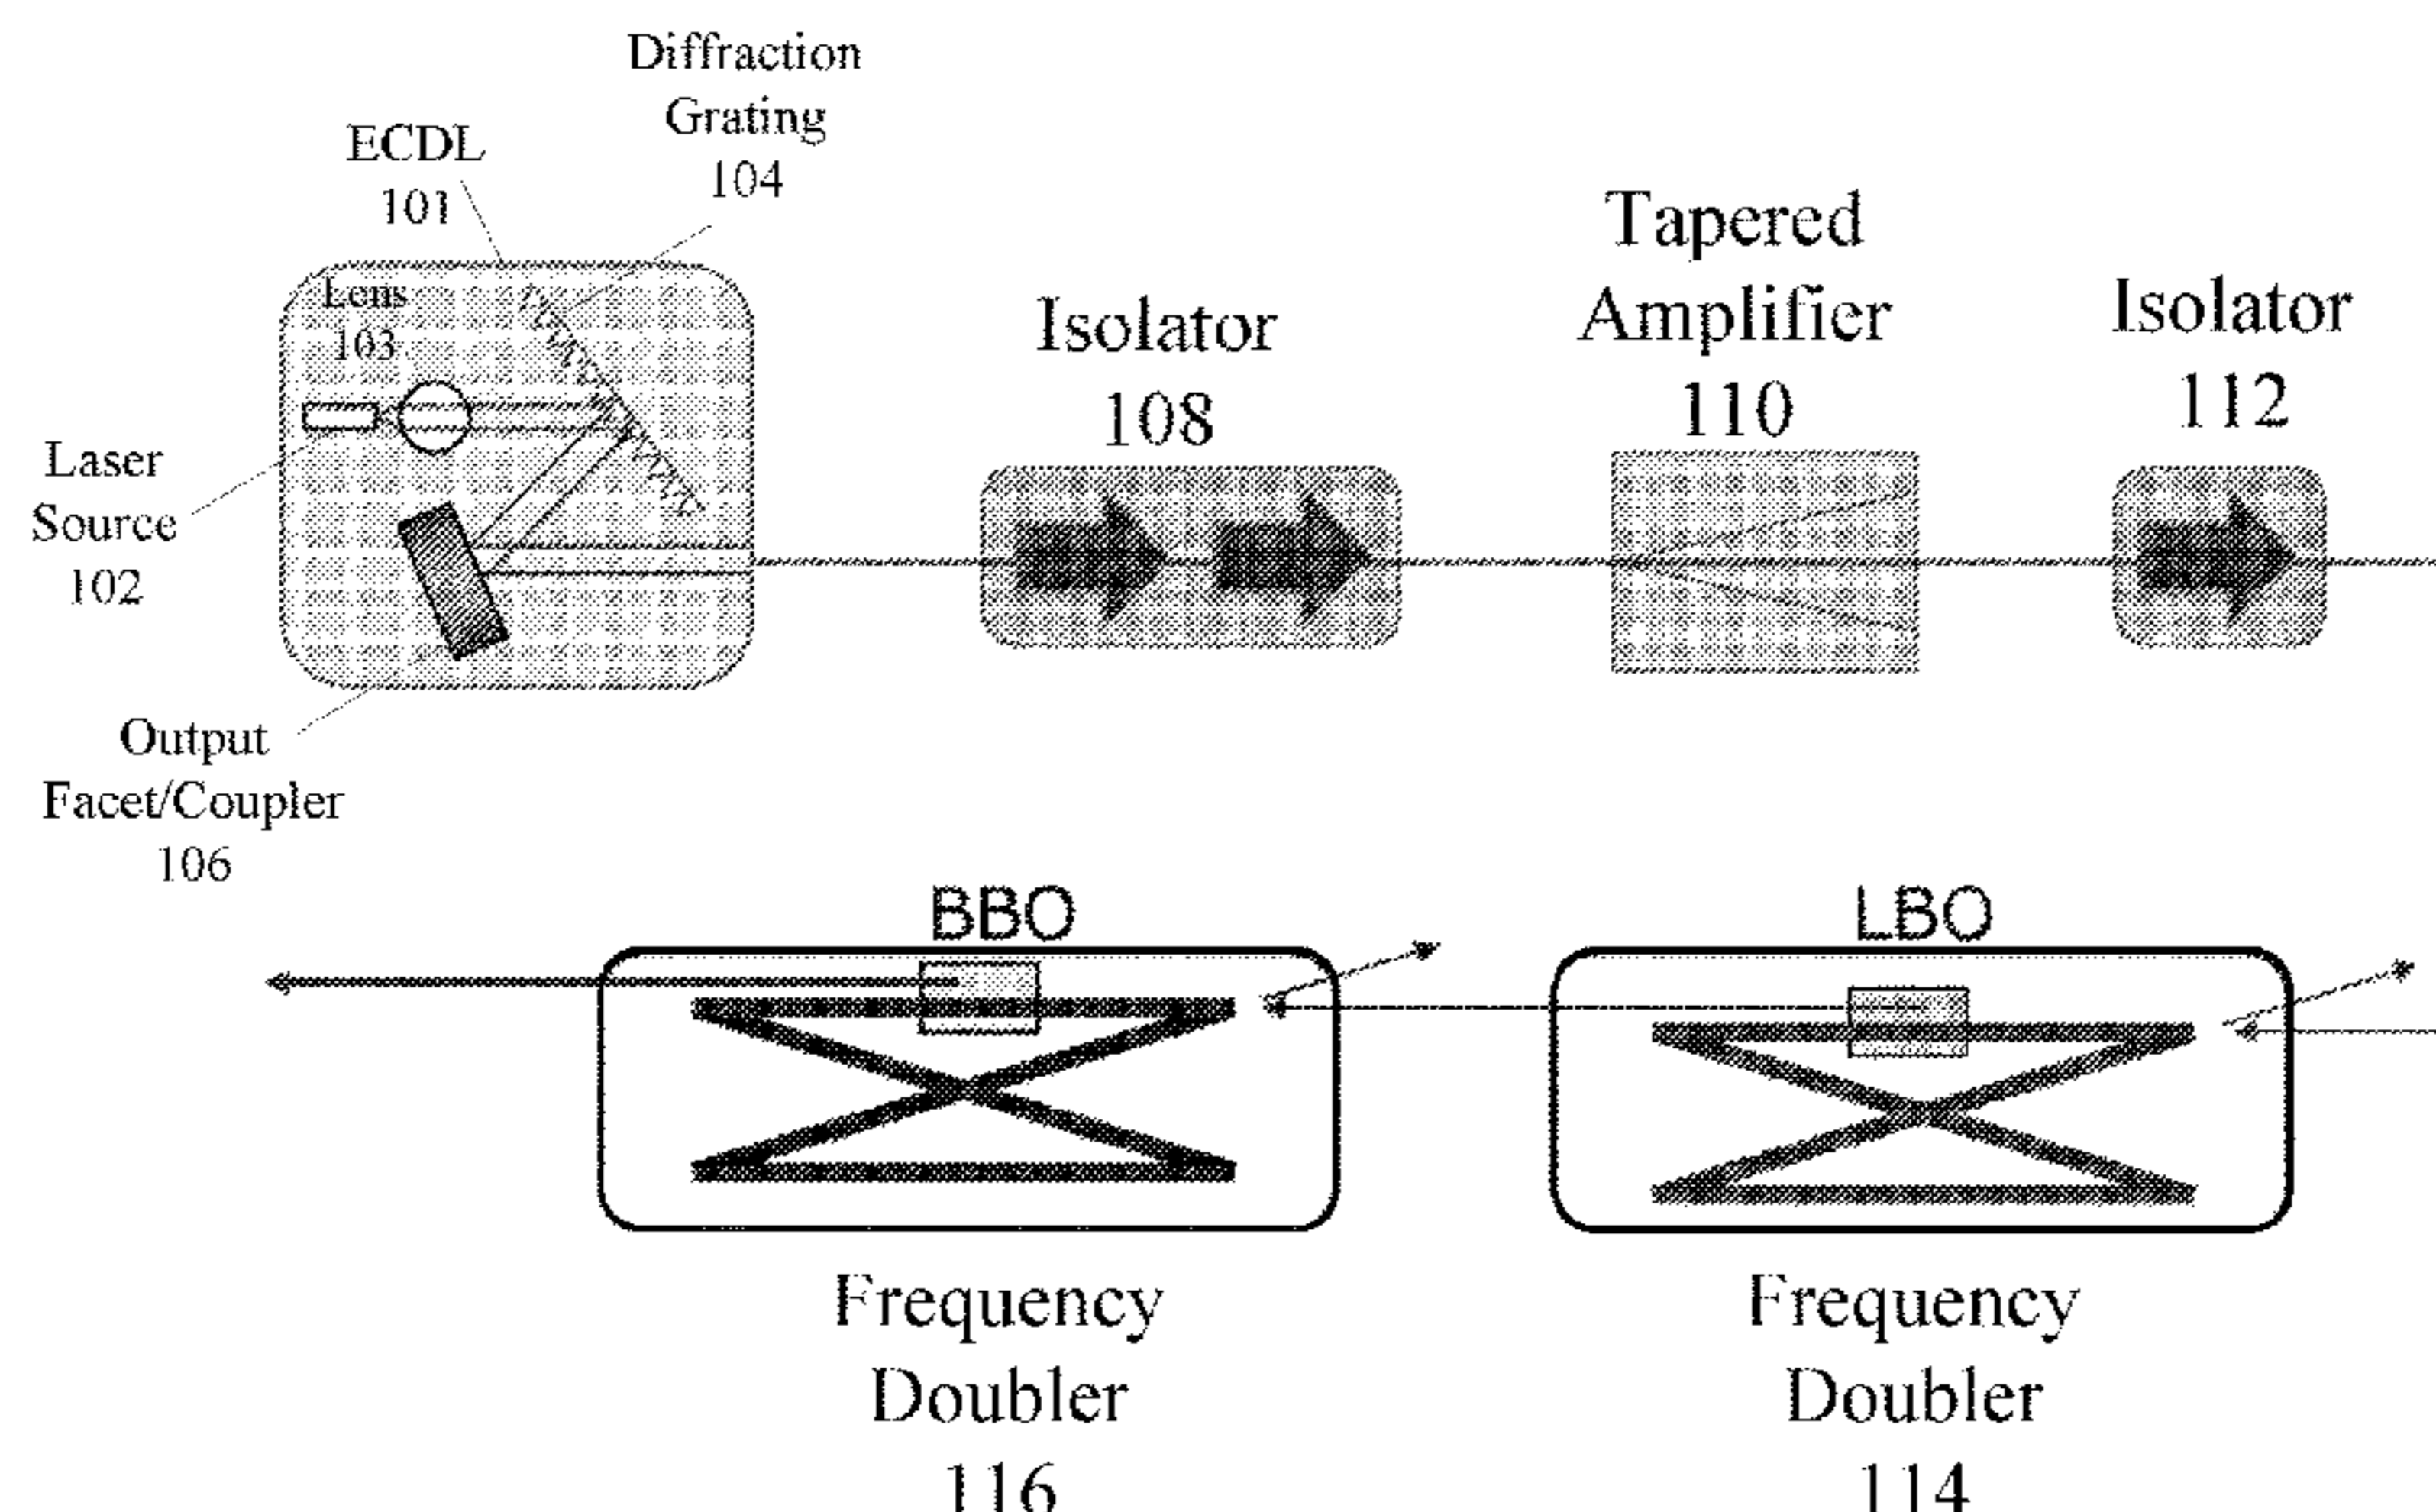 Diffraction
Grating
104
ECDL
101
Lens
103
Laser
Source
102
Output
Facet/Coupler
106
Isolator
108
Tapered
Amplifier
110
Isolator
112
BBO
LBO
Frequency
Doubler
116
Frequency
Doubler
114